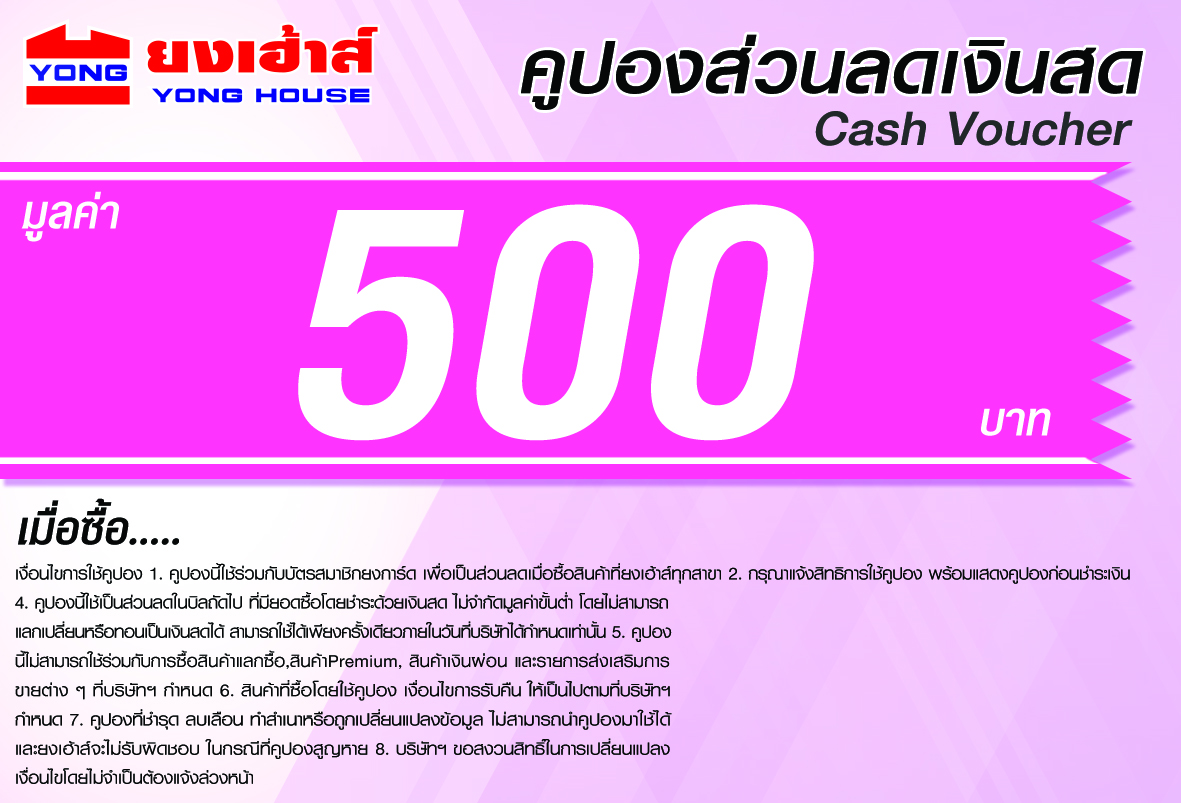 YONG
ยงเฮ้าส์
YONG HOUSE
คูปองส่วนลดเงินสด
Cash Voucher
มูลค่า
500
บาท
เมื่อซื้อ.....
เงื่อนไขการใช้คูปอง 1. คูปองนี้ใช้ร่วมกับบัตรสมาชิกยงการ์ด เพื่อเป็นส่วนลดเมื่อซื้อสินค้าที่ยงเฮ้าส์ทุกสาขา 2. กรุณาแจ้งสิทธิการใช้คูปอง พร้อมแสดงคูปองก่อนชำระเงิน
4. คูปองนี้ใช้เป็นส่วนลดในบิลถัดไป ที่มียอดซื้อโดยชำระด้วยเงินสด ไม่จำกัดมูลค่าขั้นต่ำ โดยไม่สามารถ
แลกเปลี่ยนหรือทอนเป็นเงินสดได้ สามารถใช้ได้เพียงครั้งเดียวภายในวันที่บริษัทได้กำหนดเท่านั้น 5. คูปอง
นี้ไม่สามารถใช้ร่วมกับการซื้อสินค้าแลกซื้อ,สินค้าPremium, สินค้าเงินผ่อน และรายการส่งเสริมการ
ขายต่าง ๆ ที่บริษัทฯ กำหนด 6. สินค้าที่ซื้อโดยใช้คูปอง เงื่อนไขการรับคืน ให้เป็นไปตามที่บริษัทฯ
กำหนด 7. คูปองที่ชำรุด ลบเลือน ทำสำเนาหรือถูกเปลี่ยนแปลงข้อมูล ไม่สามารถนำคูปองมาใช้ได้
และยงเฮ้าส์จะไม่รับผิดชอบ ในกรณีที่คูปองสูญหาย 8. บริษัทฯ ขอสงวนสิทธิ์ในการเปลี่ยนแปลง
เงื่อนไขโดยไม่จำเป็นต้องแจ้งล่วงหน้า